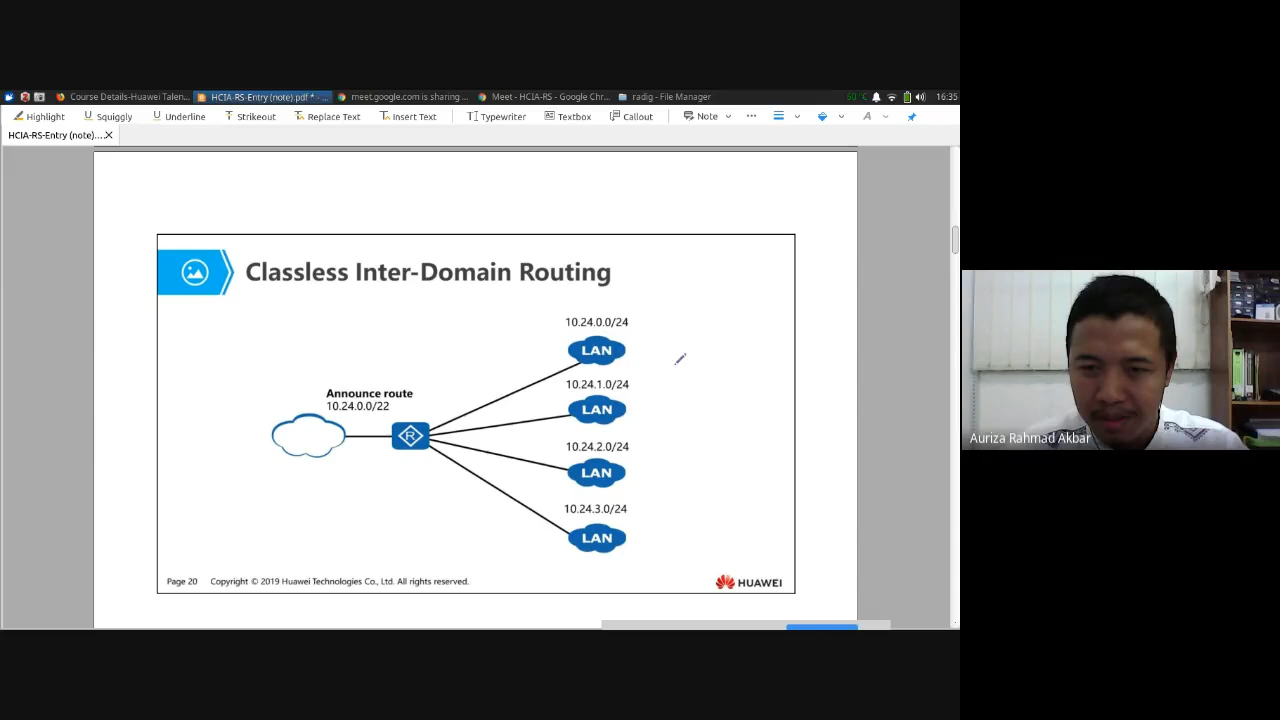 Course Details-Huawei Talen...
HCIA-RS-Entry (note).pdf * -...
meet.google.com is sharing ...
Meet - HCIA-RS - Google Chr...
radig - File Manager
60 °C
16:35
Highlight
Squiggly
Underline
Strikeout
Replace Text
Insert Text
Typewriter
Textbox
Callout
Note
HCIA-RS-Entry (note)....
Classless Inter-Domain Routing
10.24.0.0/24
LAN
10.24.1.0/24
LAN
Announce route
10.24.0.0/22
R
10.24.2.0/24
LAN
10.24.3.0/24
LAN
Page 20 Copyright © 2019 Huawei Technologies Co., Ltd. All rights reserved.
HUAWEI
Auriza Rahmad Akbar